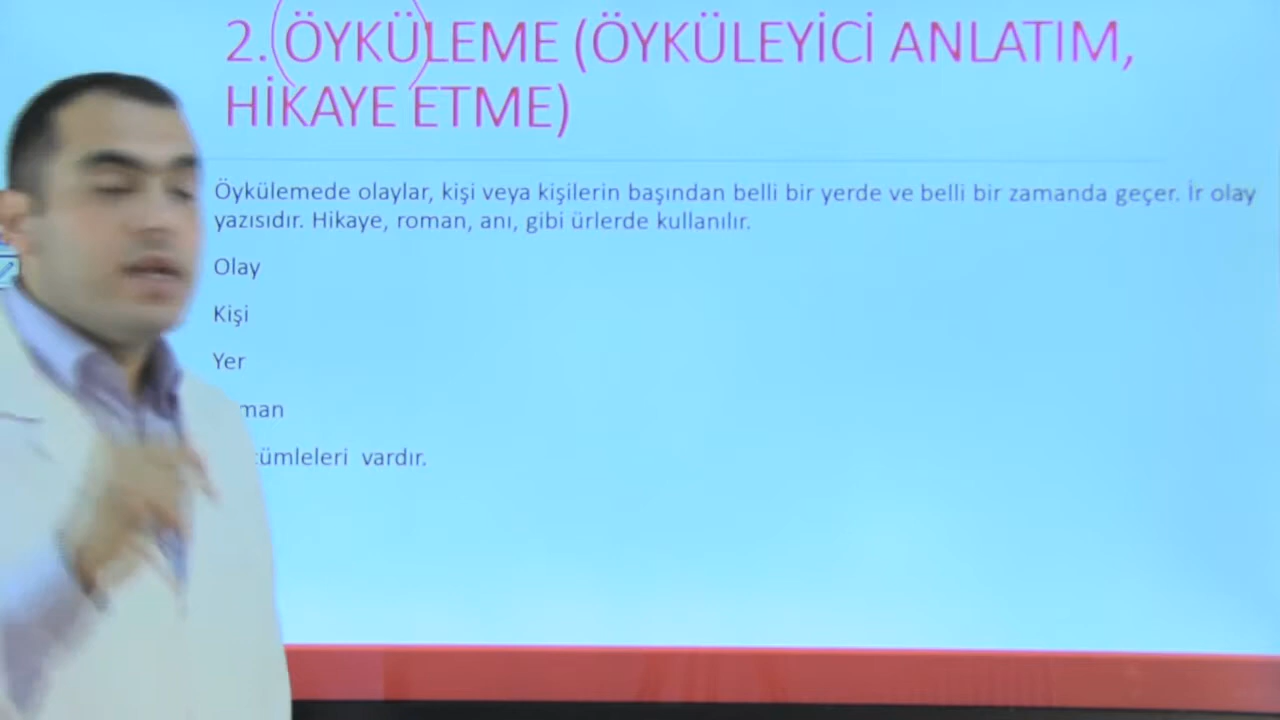 2. ÖYKÜLEME (ÖYKÜLEYİCİ ANLATIM,
HİKAYE ETME)
Öykülemede olaylar, kişi veya kişilerin başından belli bir yerde ve belli bir zamanda geçer. İr olay
yazısıdır. Hikaye, roman, anı, gibi ürlerde kullanılır.
Olay
Kişi
Yer
man
cümleleri vardır.